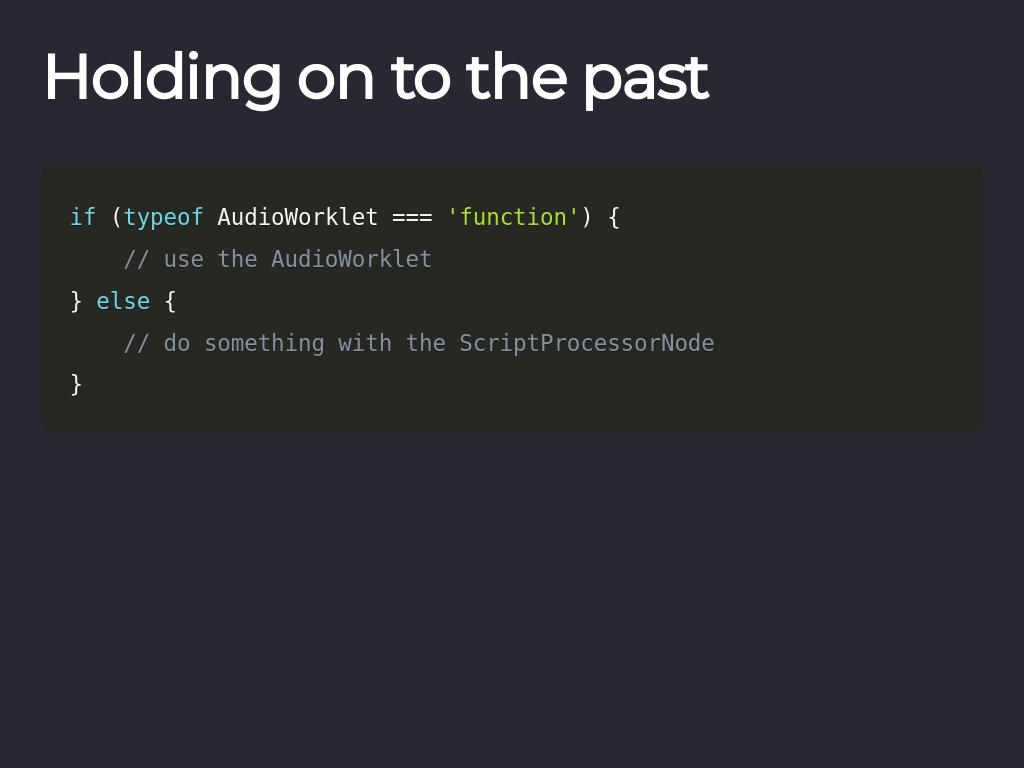 Holding on to the past
if (typeof AudioWorklet === 'function') {
    // use the AudioWorklet
} else {
    // do something with the ScriptProcessorNode
}